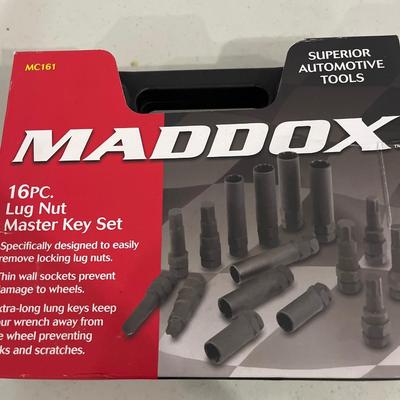 MC161
SUPERIOR
AUTOMOTIVE
TOOLS
MADDOX
16PC.
Lug Nut
Master Key Set
Specifically designed to easily
remove locking lug nuts.
Thin wall sockets prevent
damage to wheels.
xtra-long lung keys keep
our wrench away from
e wheel preventing
ks and scratches.